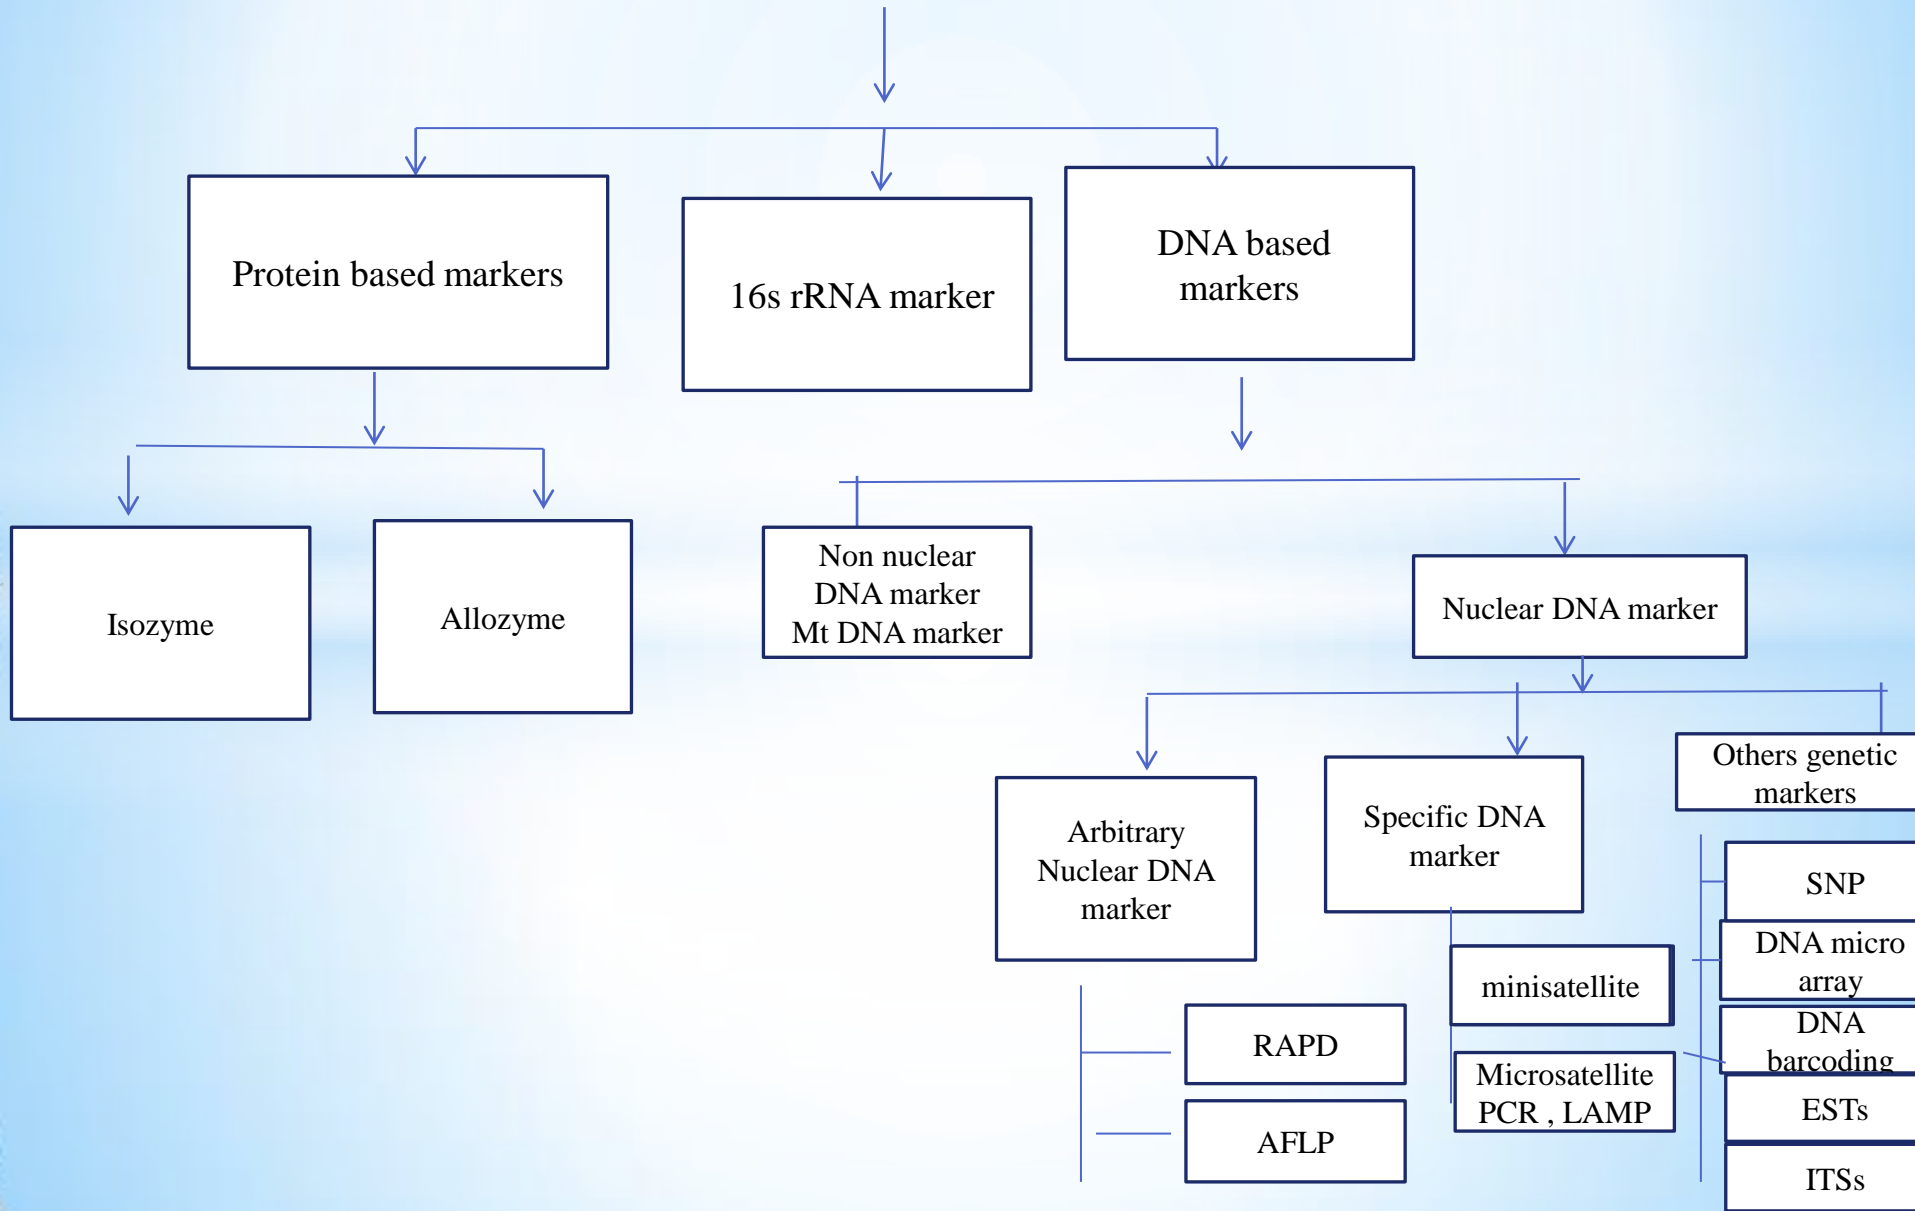 Protein based markers
16s rRNA marker
DNA based
markers
Isozyme
Allozyme
Non nuclear
DNA marker
Mt DNA marker
Nuclear DNA marker
Arbitrary
Nuclear DNA
marker
Specific DNA
marker
Others genetic
markers
RAPD
AFLP
minisatellite
Microsatellite
PCR , LAMP
SNP
DNA micro
array
DNA
barcoding
ESTs
ITSs